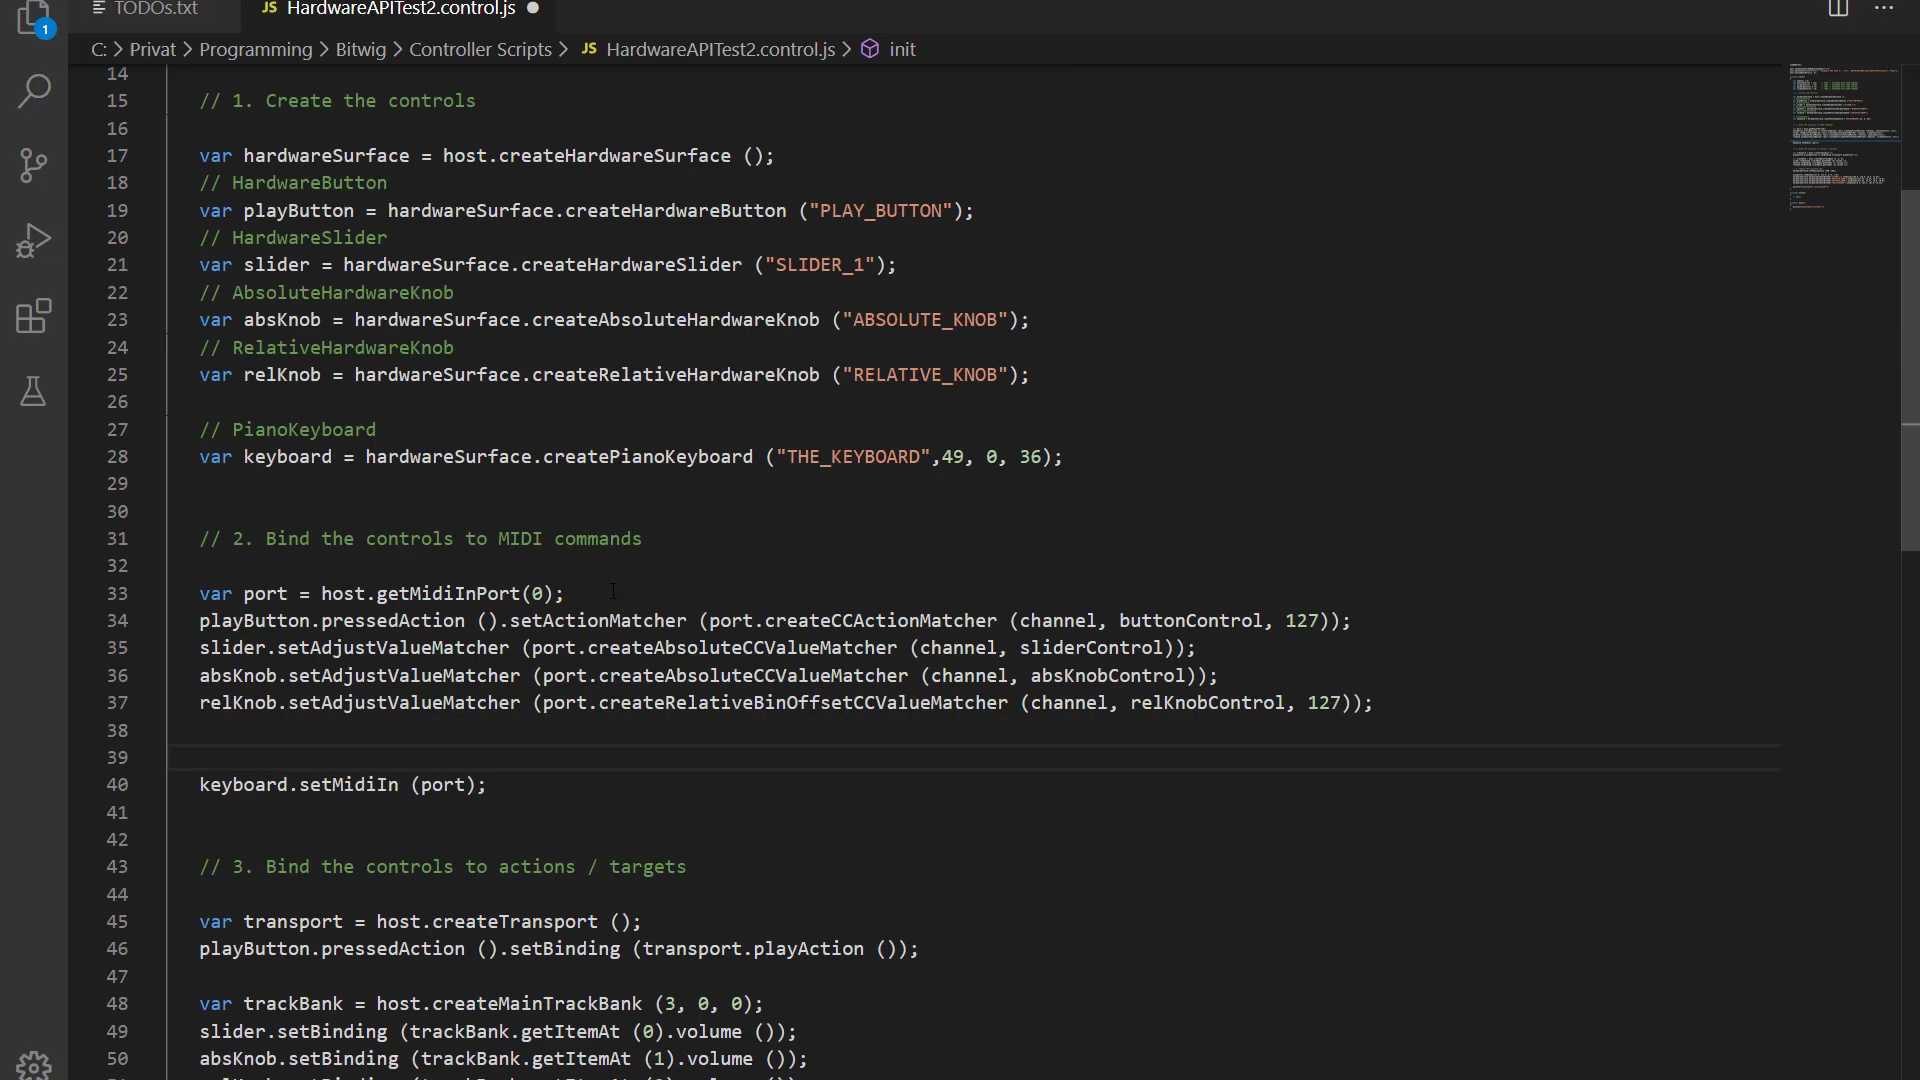 TODOs.txt
JS HardwareAPITest2.control.js
1
C: > Privat > Programming > Bitwig > Controller Scripts > JS HardwareAPITest2.control.js > init
14
15 // 1. Create the controls
16
17 var hardwareSurface = host.createHardwareSurface ();
18 // HardwareButton
19 var playButton = hardwareSurface.createHardwareButton ("PLAY_BUTTON");
20 // HardwareSlider
21 var slider = hardwareSurface.createHardwareSlider ("SLIDER_1");
22 // AbsoluteHardwareKnob
23 var absKnob = hardwareSurface.createAbsoluteHardwareKnob ("ABSOLUTE_KNOB");
24 // RelativeHardwareKnob
25 var relKnob = hardwareSurface.createRelativeHardwareKnob ("RELATIVE_KNOB");
26
27 // PianoKeyboard
28 var keyboard = hardwareSurface.createPianoKeyboard ("THE_KEYBOARD",49, 0, 36);
29
30
31 // 2. Bind the controls to MIDI commands
32
33 var port = host.getMidiInPort(0);
34 playButton.pressedAction ().setActionMatcher (port.createCCActionMatcher (channel, buttonControl, 127));
35 slider.setAdjustValueMatcher (port.createAbsoluteCCValueMatcher (channel, sliderControl));
36 absKnob.setAdjustValueMatcher (port.createAbsoluteCCValueMatcher (channel, absKnobControl));
37 relKnob.setAdjustValueMatcher (port.createRelativeBinOffsetCCValueMatcher (channel, relKnobControl, 127));
38
39
40 keyboard.setMidiIn (port);
41
42
43 // 3. Bind the controls to actions / targets
44
45 var transport = host.createTransport ();
46 playButton.pressedAction ().setBinding (transport.playAction ());
47
48 var trackBank = host.createMainTrackBank (3, 0, 0);
49 slider.setBinding (trackBank.getItemAt (0).volume ());
50 absKnob.setBinding (trackBank.getItemAt (1).volume ());